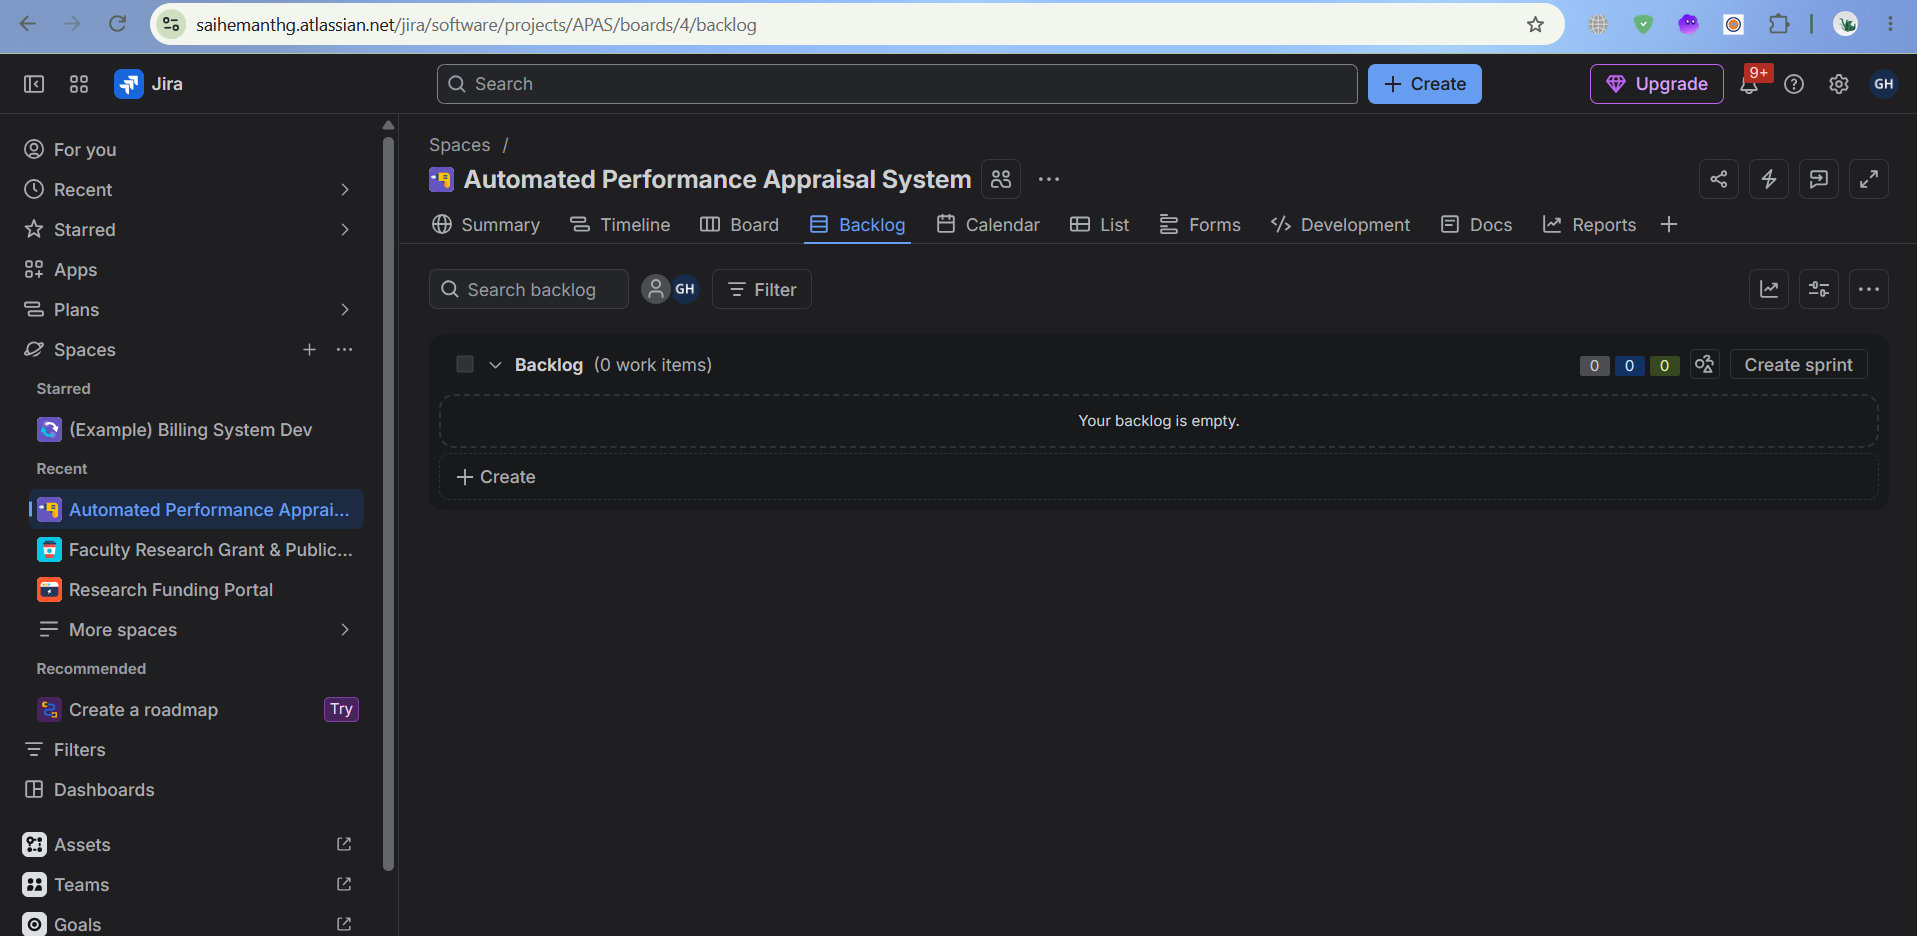 saihemanthg.atlassian.net/jira/software/projects/APAS/boards/4/backlog
Jira
Search
Create
Upgrade
9+
GH
For you
Recent
Starred
Apps
Plans
Spaces
Starred
(Example) Billing System Dev
Recent
Automated Performance Apprai...
Faculty Research Grant & Public...
Research Funding Portal
More spaces
Recommended
Create a roadmap
Try
Filters
Dashboards
Assets
Teams
Goals
Spaces /
Automated Performance Appraisal System
Summary
Timeline
Board
Backlog
Calendar
List
Forms
Development
Docs
Reports
Search backlog
GH
Filter
Backlog (0 work items)
0 0 0
Create sprint
Your backlog is empty.
Create